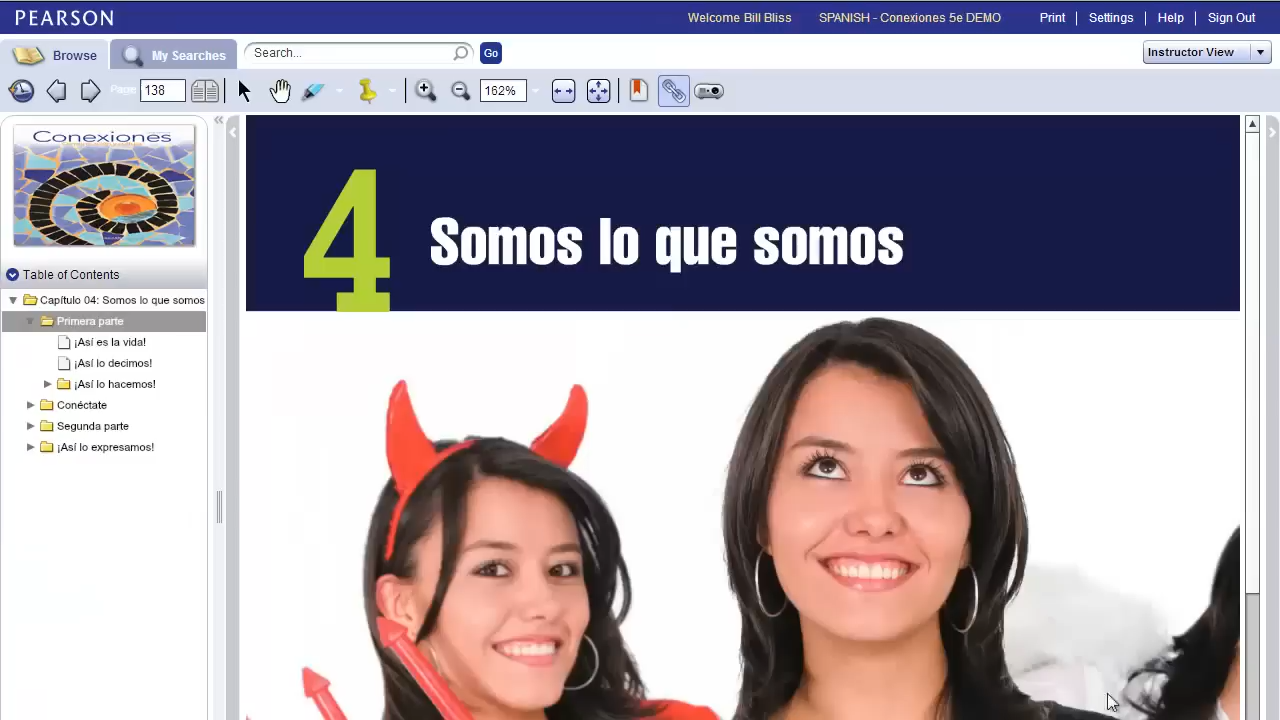 PEARSON
Welcome Bill Bliss
SPANISH - Conexiones 5e DEMO
Print
Settings
Help
Sign Out
Browse
My Searches
Search...
Go
Instructor View
Page
138
162%
Conexiones
Table of Contents
Capítulo 04: Somos lo que somos
Primera parte
¡Así es la vida!
¡Así lo decimos!
¡Así lo hacemos!
Conéctate
Segunda parte
¡Así lo expresamos!
4
Somos lo que somos